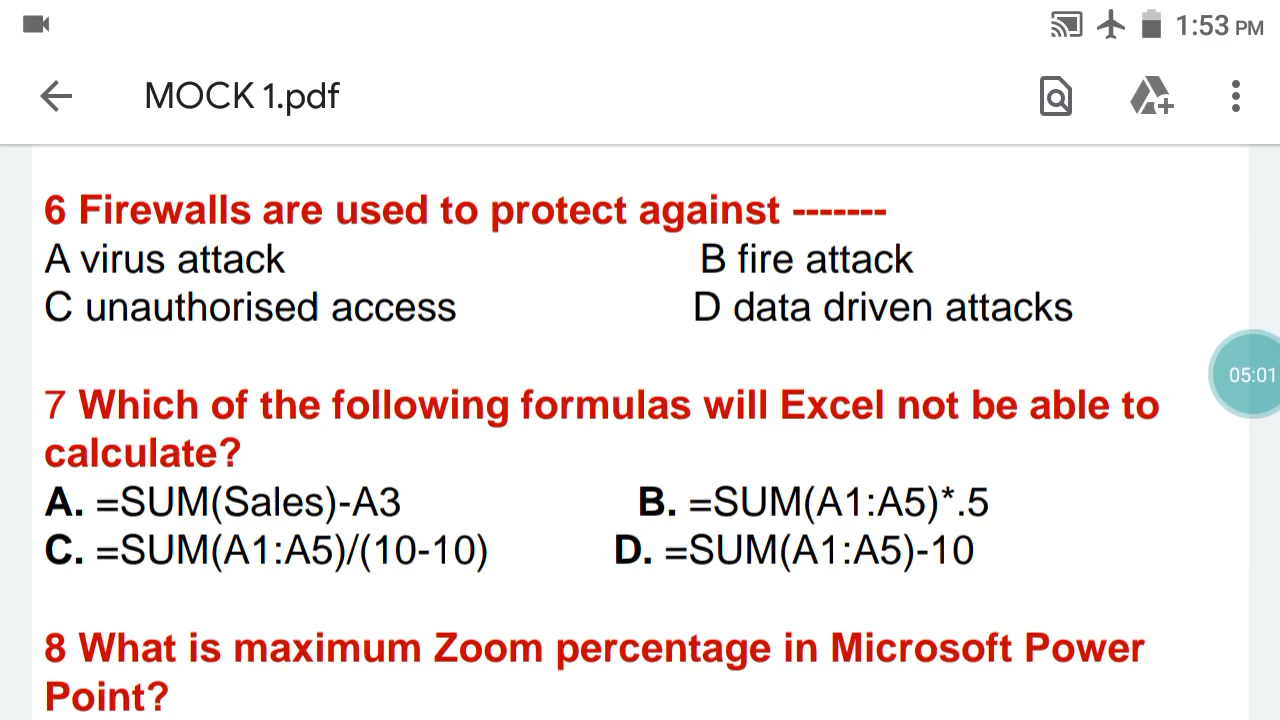 1:53 PM
MOCK 1.pdf
6 Firewalls are used to protect against -------
A virus attack B fire attack
C unauthorised access D data driven attacks
05:01
7 Which of the following formulas will Excel not be able to
calculate?
A. =SUM(Sales)-A3 B. =SUM(A1:A5)*.5
C. =SUM(A1:A5)/(10-10) D. =SUM(A1:A5)-10
8 What is maximum Zoom percentage in Microsoft Power
Point?